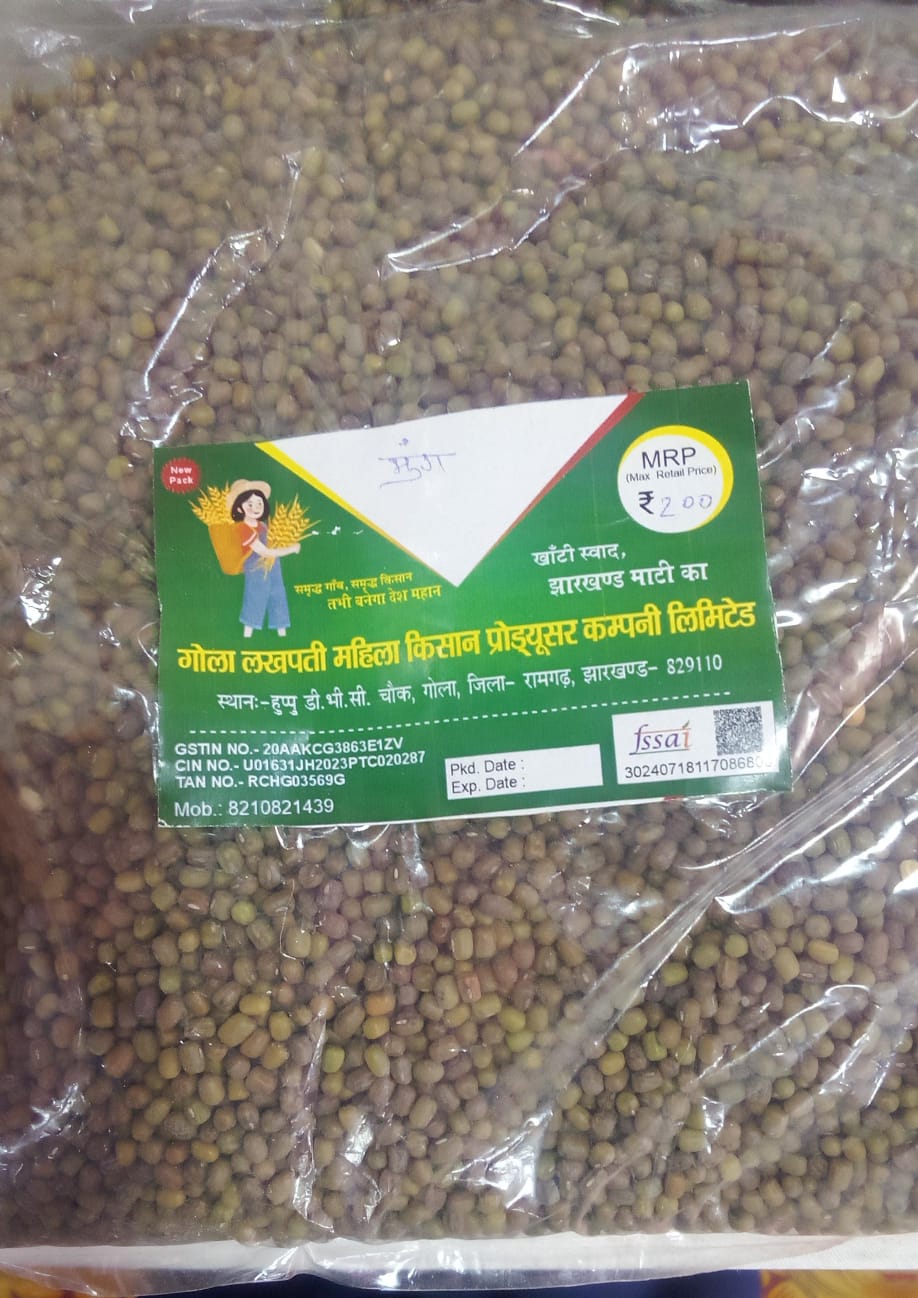 मुंग
New
Pack
MRP
(Max Retail Price)
₹ 200
समृद्ध गाँव, समृद्ध किसान
तभी बनेगा देश महान
खाँटी स्वाद,
झारखण्ड माटी का
गोला लखपती महिला किसान प्रोड्यूसर कम्पनी लिमिटेड
स्थानः-हुप्पु डी.भी.सी. चौक, गोला, जिला- रामगढ़, झारखण्ड- 829110
GSTIN NO.- 20AAKCG3863E1ZV
CIN NO.- U01631JH2023PTC020287
TAN NO.- RCHG03569G
Mob.: 8210821439
Pkd. Date :
Exp. Date :
fssai